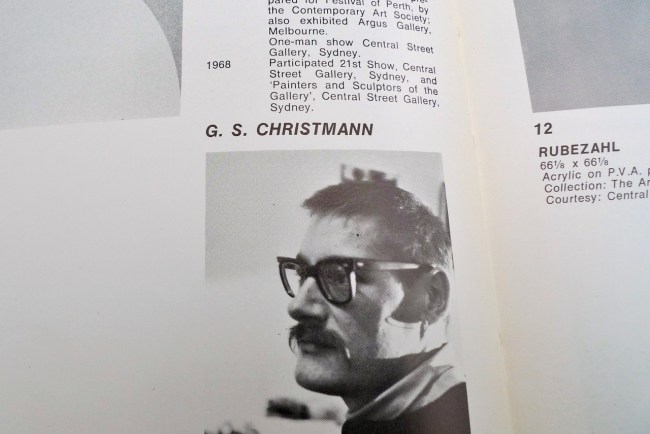 pared for Festival of Perth, by
the Contemporary Art Society;
also exhibited Argus Gallery,
Melbourne.
One-man show Central Street
Gallery, Sydney.
1968 Participated 21st Show, Central
Street Gallery, Sydney, and
'Painters and Sculptors of the
Gallery', Central Street Gallery,
Sydney.
G. S. CHRISTMANN
12
RUBEZAHL
66⅛ x 66⅛
Acrylic on P.V.A.
Collection: The
Courtesy: Central